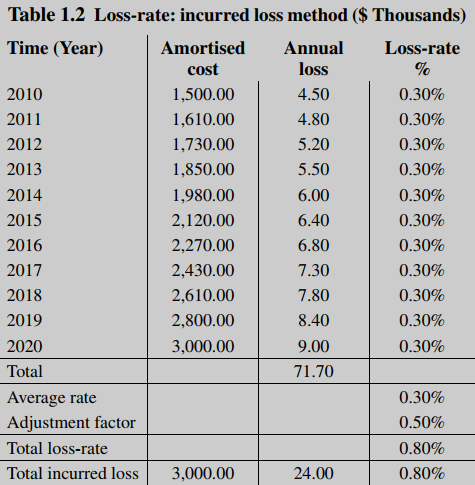 Table 1.2 Loss-rate: incurred loss method ($ Thousands)
Time (Year) Amortised cost Annual loss Loss-rate %
2010 1,500.00 4.50 0.30%
2011 1,610.00 4.80 0.30%
2012 1,730.00 5.20 0.30%
2013 1,850.00 5.50 0.30%
2014 1,980.00 6.00 0.30%
2015 2,120.00 6.40 0.30%
2016 2,270.00 6.80 0.30%
2017 2,430.00 7.30 0.30%
2018 2,610.00 7.80 0.30%
2019 2,800.00 8.40 0.30%
2020 3,000.00 9.00 0.30%
Total 71.70
Average rate 0.30%
Adjustment factor 0.50%
Total loss-rate 0.80%
Total incurred loss 3,000.00 24.00 0.80%